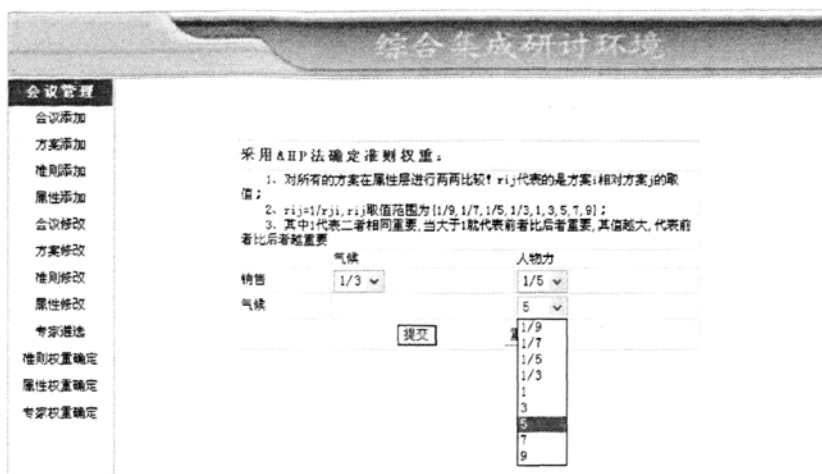 综合集成研讨环境
会议管理
会议添加
方案添加
准则添加
属性添加
会议修改
方案修改
准则修改
属性修改
专家遴选
准则权重确定
属性权重确定
专家权重确定
采用AHP法确定准则权重:
1、对所有的方案在属性层进行两两比较! rij代表的是方案i相对方案j的取
值;
2、rij=1/rji,rij取值范围为{1/9,1/7,1/5,1/3,1,3,5,7,9};
3、其中1代表二者相同重要,当大于1就代表前者比后者重要,其值越大,代表前
者比后者越重要
气候 人物力
销售 1/3 1/5
气候 5
提交
1/9
1/7
1/5
1/3
1
3
5
7
9